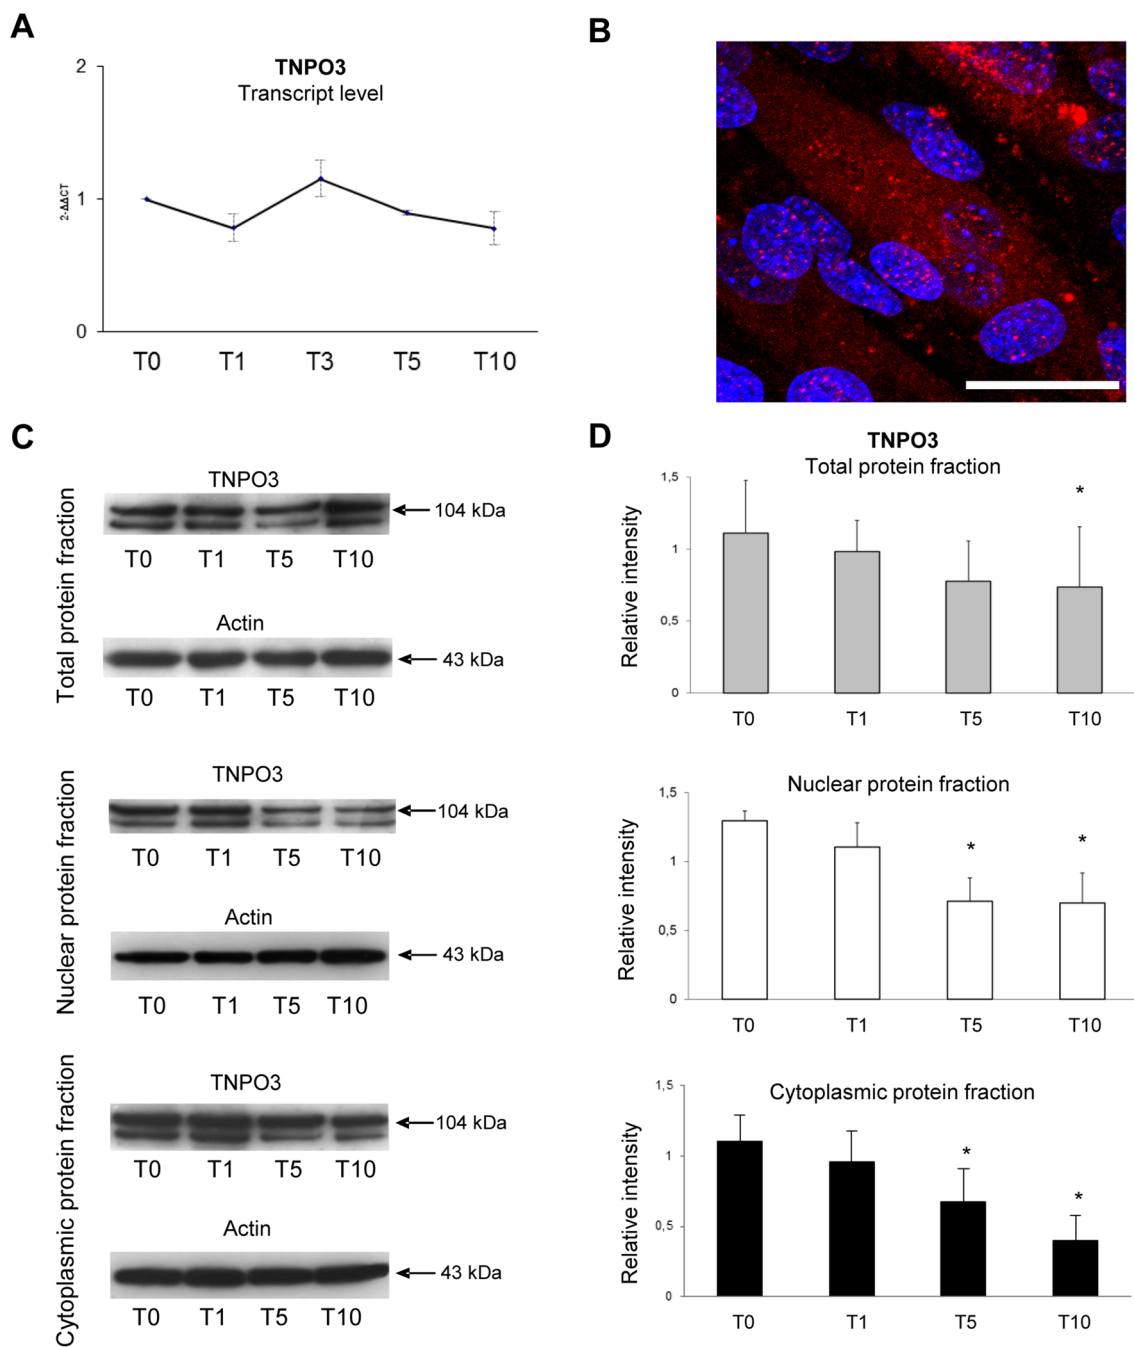 A
TNPO3
Transcript level
2
1
0
2-ΔΔCT
T0 T1 T3 T5 T10
B
C
Total protein fraction
TNPO3
104 kDa
T0 T1 T5 T10
Actin
43 kDa
T0 T1 T5 T10
Nuclear protein fraction
TNPO3
104 kDa
T0 T1 T5 T10
Actin
43 kDa
T0 T1 T5 T10
Cytoplasmic protein fraction
TNPO3
104 kDa
T0 T1 T5 T10
Actin
43 kDa
T0 T1 T5 T10
D
TNPO3
Total protein fraction
Relative intensity
1,5
1
0,5
0
*
T0 T1 T5 T10
Nuclear protein fraction
Relative intensity
1,5
1
0,5
0
* *
T0 T1 T5 T10
Cytoplasmic protein fraction
Relative intensity
1,5
1
0,5
0
* *
T0 T1 T5 T10